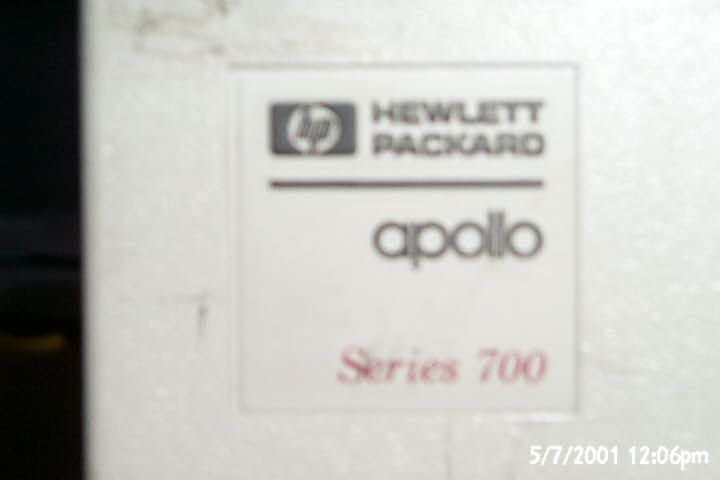 hp HEWLETT
PACKARD
apollo
Series 700
5/7/2001 12:06pm